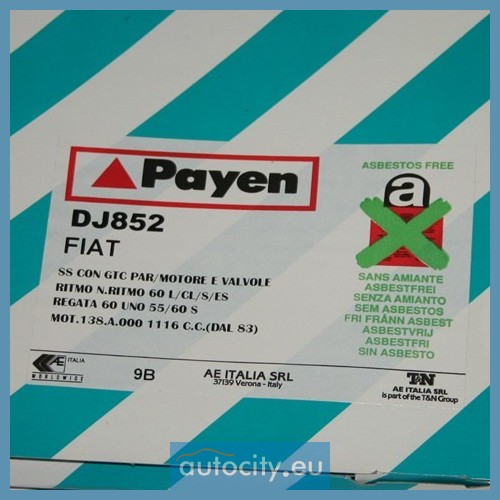 Payen
DJ852
FIAT
SS CON GTC PAR/MOTORE E VALVOLE
RITMO N.RITMO 60 L/CL/S/ES
REGATA 60 UNO 55/60 S
MOT.138.A.000 1116 C.C.(DAL 83)
ASBESTOS FREE
a
SANS AMIANTE
ASBESTFREI
SENZA AMIANTO
SEM ASBESTOS
FRI FRÅNN ASBEST
ASBESTVRIJ
ASBESTFRI
SIN ASBESTO
AE ITALIA
WORLDWIDE
9B
AE ITALIA SRL
37139 Verona - Italy
T&N
AE ITALIA SRL
is part of the T&N Group
autocity.eu